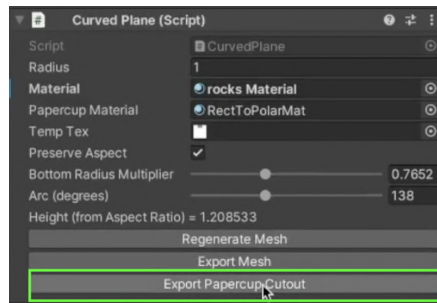 Curved Plane (Script)
Script CurvedPlane
Radius 1
Material rocks Material
Papercup Material RectToPolarMat
Temp Tex
Preserve Aspect
Bottom Radius Multiplier 0.7652
Arc (degrees) 138
Height (from Aspect Ratio) = 1.208533
Regenerate Mesh
Export Mesh
Export Papercup Cutout